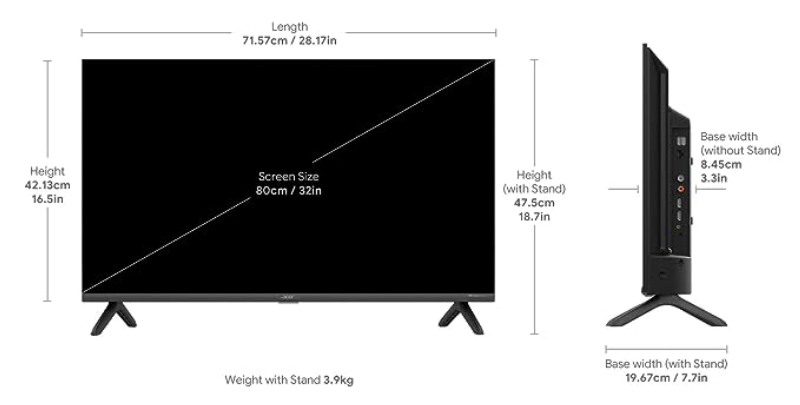 Length
71.57cm / 28.17in
Height
42.13cm
16.5in
Screen Size
80cm / 32in
Height
(with Stand)
47.5cm
18.7in
Base width
(without Stand)
8.45cm
3.3in
acer
Base width (with Stand)
19.67cm / 7.7in
Weight with Stand 3.9kg